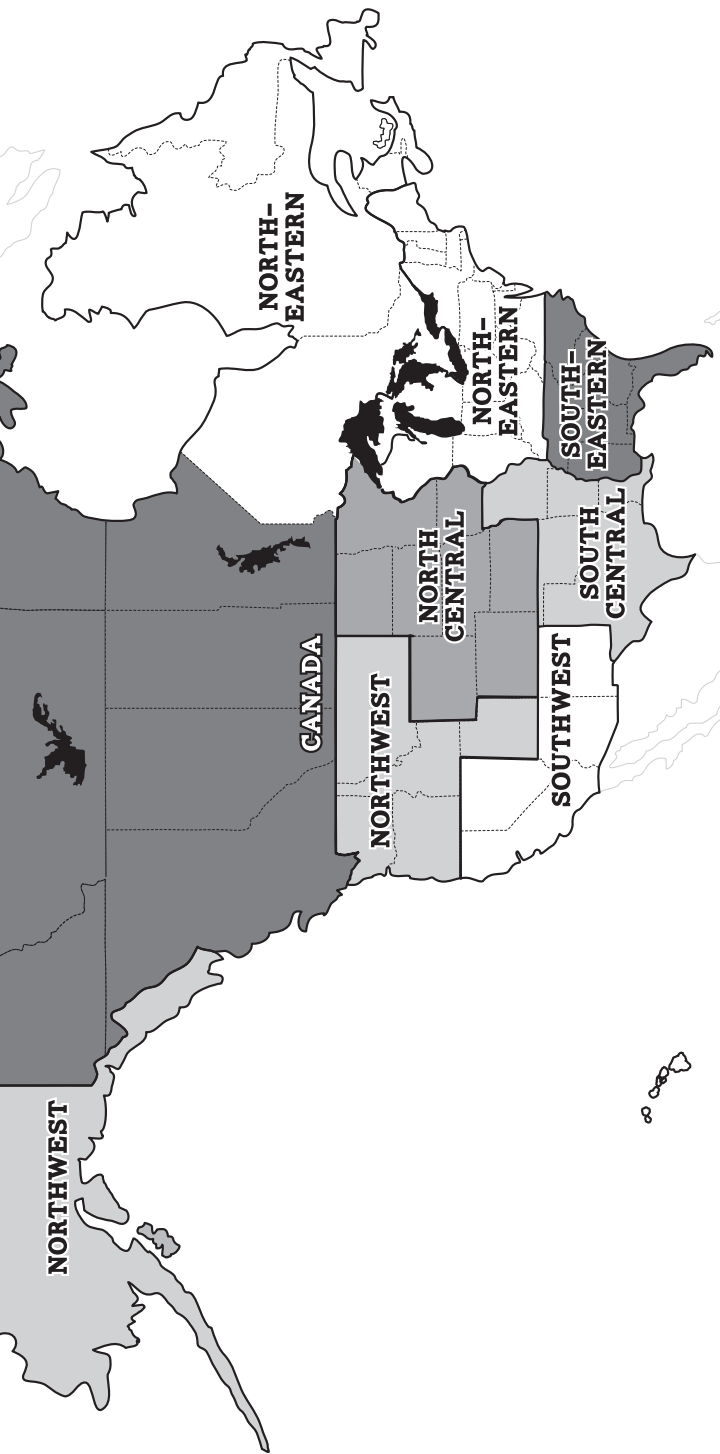 NORTH-
EASTERN
NORTH-
EASTERN
SOUTH-
EASTERN
CANADA
NORTH
CENTRAL
SOUTH
CENTRAL
NORTHWEST
SOUTHWEST
NORTHWEST